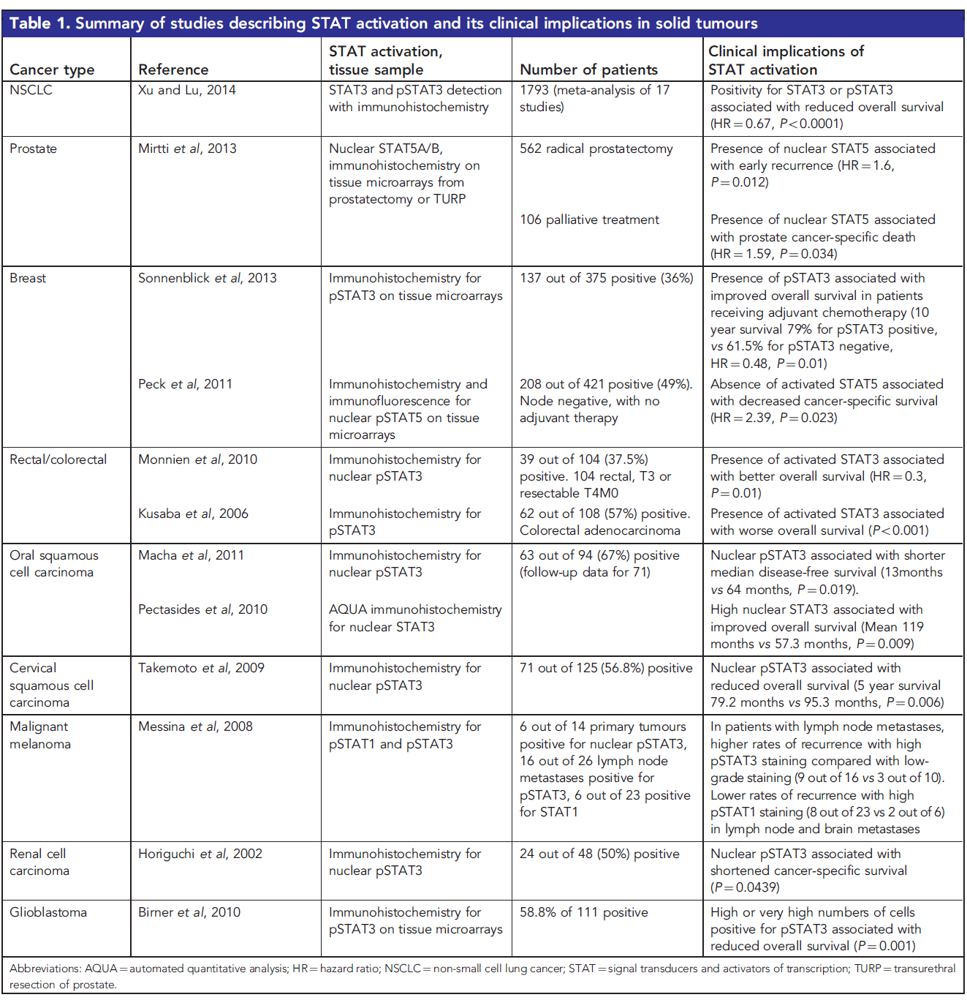 Table 1. Summary of studies describing STAT activation and its clinical implications in solid tumours
Cancer type
Reference
STAT activation,
tissue sample
Number of patients
Clinical implications of
STAT activation
NSCLC
Xu and Lu, 2014
STAT3 and pSTAT3 detection
with immunohistochemistry
1793 (meta-analysis of 17
studies)
Positivity for STAT3 or pSTAT3
associated with reduced overall survival
(HR=0.67, P<0.0001)
Prostate
Mirtti et al, 2013
Nuclear STAT5A/B,
immunohistochemistry on
tissue microarrays from
prostatectomy or TURP
562 radical prostatectomy
Presence of nuclear STAT5 associated
with early recurrence (HR=1.6,
P=0.012)
106 palliative treatment
Presence of nuclear STAT5 associated
with prostate cancer-specific death
(HR=1.59, P=0.034)
Breast
Sonnenblick et al, 2013
Immunohistochemistry for
pSTAT3 on tissue microarrays
137 out of 375 positive (36%)
Presence of pSTAT3 associated with
improved overall survival in patients
receiving adjuvant chemotherapy (10
year survival 79% for pSTAT3 positive,
vs 61.5% for pSTAT3 negative,
HR=0.48, P=0.01)
Peck et al, 2011
Immunohistochemistry and
immunofluorescence for
nuclear pSTAT5 on tissue
microarrays
208 out of 421 positive (49%).
Node negative, with no
adjuvant therapy
Absence of activated STAT5 associated
with decreased cancer-specific survival
(HR=2.39, P=0.023)
Rectal/colorectal
Monnien et al, 2010
Immunohistochemistry for
nuclear pSTAT3
39 out of 104 (37.5%)
positive. 104 rectal, T3 or
resectable T4M0
Presence of activated STAT3 associated
with better overall survival (HR=0.3,
P=0.01)
Kusaba et al, 2006
Immunohistochemistry for
pSTAT3
62 out of 108 (57%) positive.
Colorectal adenocarcinoma
Presence of activated STAT3 associated
with worse overall survival (P<0.001)
Oral squamous
cell carcinoma
Macha et al, 2011
Immunohistochemistry for
nuclear pSTAT3
63 out of 94 (67%) positive
(follow-up data for 71)
Nuclear pSTAT3 associated with shorter
median disease-free survival (13months
vs 64 months, P=0.019).
Pectasides et al, 2010
AQUA immunohistochemistry
for nuclear STAT3
High nuclear STAT3 associated with
improved overall survival (Mean 119
months vs 57.3 months, P=0.009)
Cervical
squamous cell
carcinoma
Takemoto et al, 2009
Immunohistochemistry for
nuclear pSTAT3
71 out of 125 (56.8%) positive
Nuclear pSTAT3 associated with
reduced overall survival (5 year survival
79.2 months vs 95.3 months, P=0.006)
Malignant
melanoma
Messina et al, 2008
Immunohistochemistry for
pSTAT1 and pSTAT3
6 out of 14 primary tumours
positive for nuclear pSTAT3,
16 out of 26 lymph node
metastases positive for
pSTAT3, 6 out of 23 positive
for STAT1
In patients with lymph node metastases,
higher rates of recurrence with high
pSTAT3 staining compared with low-
grade staining (9 out of 16 vs 3 out of 10).
Lower rates of recurrence with high
pSTAT1 staining (8 out of 23 vs 2 out of 6)
in lymph node and brain metastases
Renal cell
carcinoma
Horiguchi et al, 2002
Immunohistochemistry for
nuclear pSTAT3
24 out of 48 (50%) positive
Nuclear pSTAT3 associated with
shortened cancer-specific survival
(P=0.0439)
Glioblastoma
Birner et al, 2010
Immunohistochemistry for
pSTAT3 on tissue microarrays
58.8% of 111 positive
High or very high numbers of cells
positive for pSTAT3 associated with
reduced overall survival (P=0.001)
Abbreviations: AQUA=automated quantitative analysis; HR=hazard ratio; NSCLC=non-small cell lung cancer; STAT=signal transducers and activators of transcription; TURP=transurethral
resection of prostate.